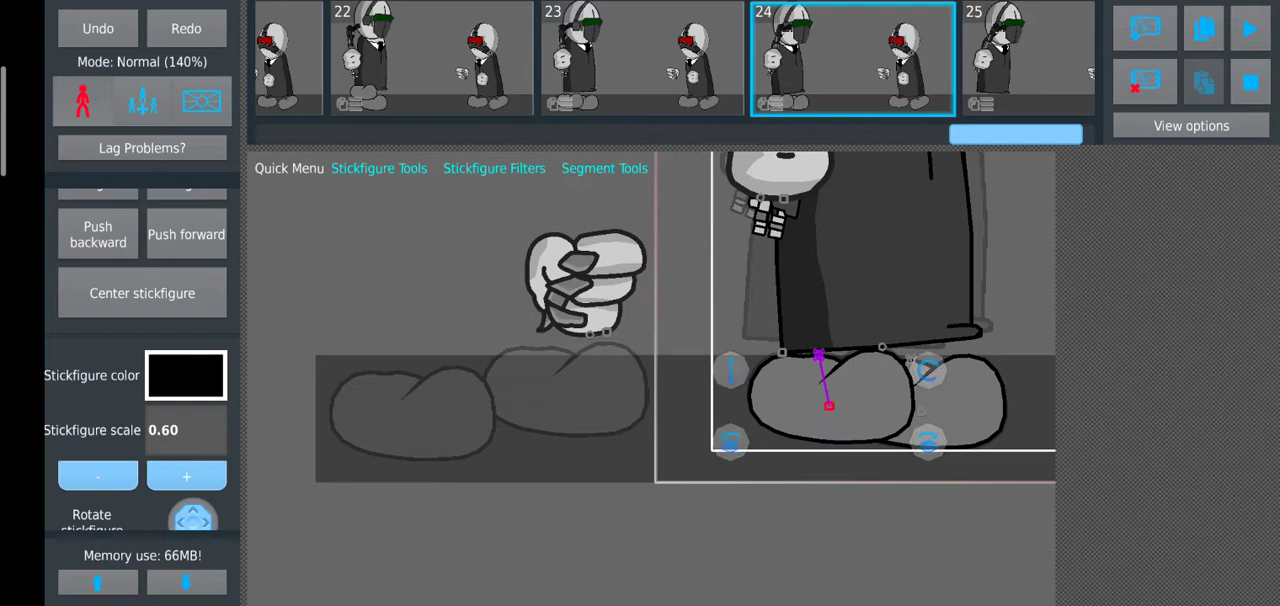 Undo Redo
Mode: Normal (140%)
Lag Problems?
Push backward
Push forward
Center stickfigure
Stickfigure color
Stickfigure scale 0.60
- +
Rotate
Memory use: 66MB!
22 23 24 25
Quick Menu Stickfigure Tools Stickfigure Filters Segment Tools
View options